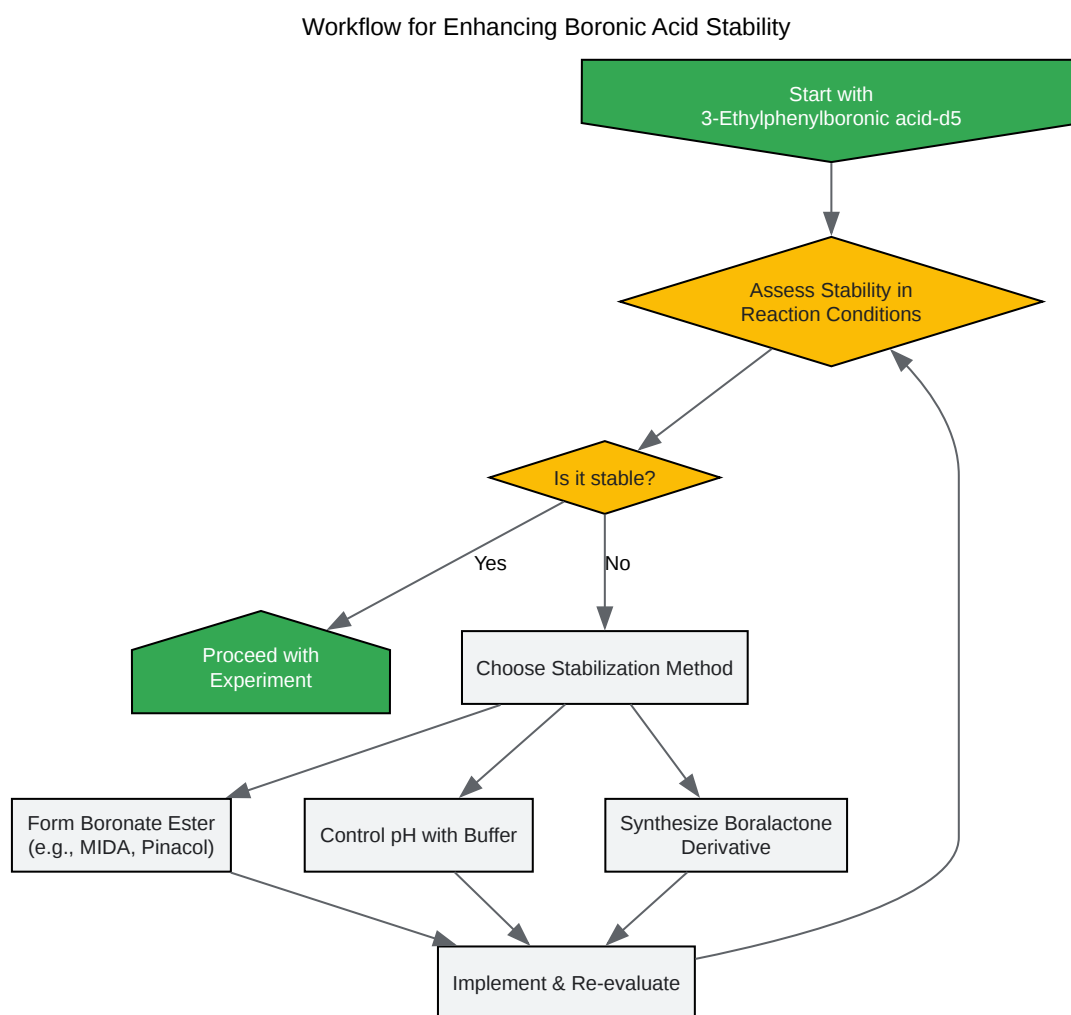 Workflow for Enhancing Boronic Acid Stability
Start with
3-Ethylphenylboronic acid-d5
Assess Stability in
Reaction Conditions
Is it stable?
Yes
No
Proceed with
Experiment
Choose Stabilization Method
Form Boronate Ester
(e.g., MIDA, Pinacol)
Control pH with Buffer
Synthesize Boralactone
Derivative
Implement & Re-evaluate